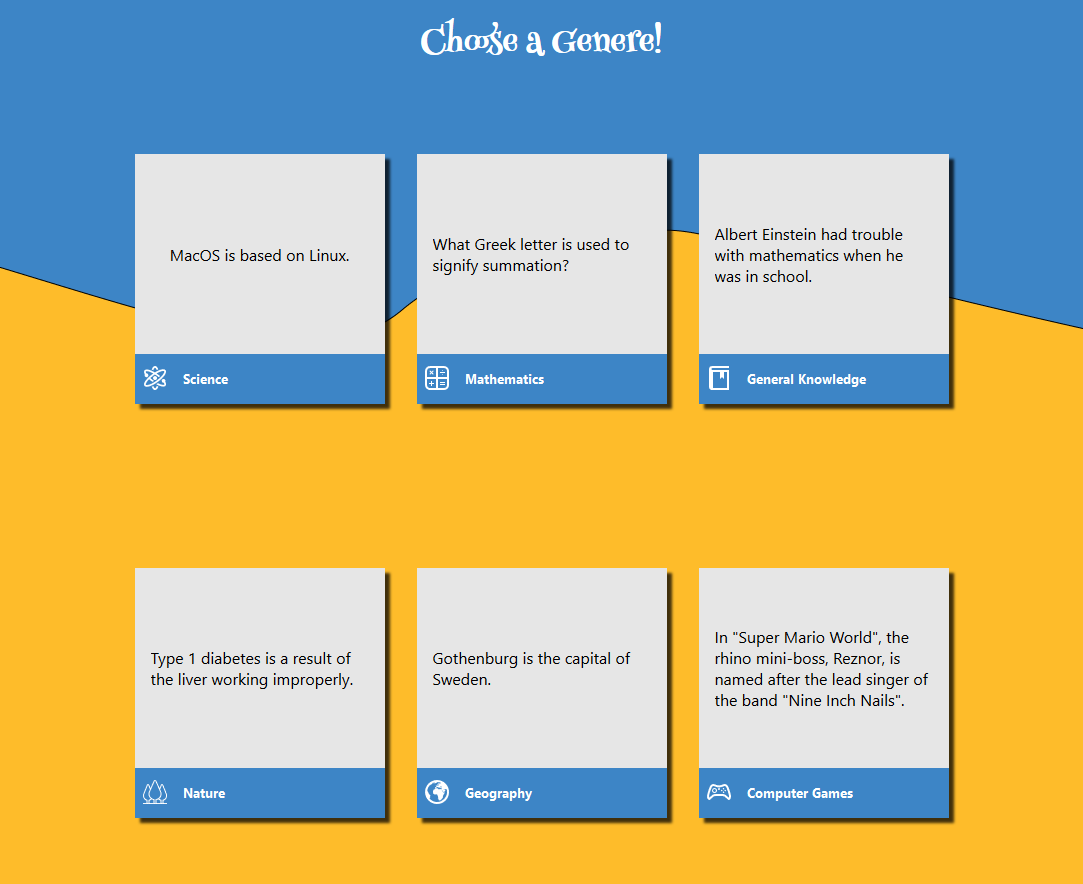 Choose a Genere!
MacOS is based on Linux.
Science
What Greek letter is used to
signify summation?
Mathematics
Albert Einstein had trouble
with mathematics when he
was in school.
General Knowledge
Type 1 diabetes is a result of
the liver working improperly.
Nature
Gothenburg is the capital of
Sweden.
Geography
In "Super Mario World", the
rhino mini-boss, Reznor, is
named after the lead singer of
the band "Nine Inch Nails".
Computer Games